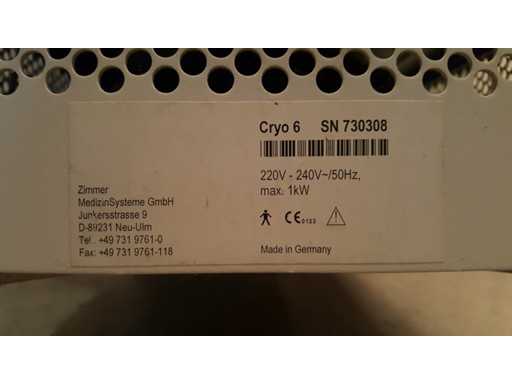 Cryo 6 SN 730308
220V - 240V~/50Hz,
max. 1kW
CE0123
Made in Germany
Zimmer
MedizinSysteme GmbH
Junkersstrasse 9
D-89231 Neu-Ulm
Tel.: +49 731 9761-0
Fax: +49 731 9761-118